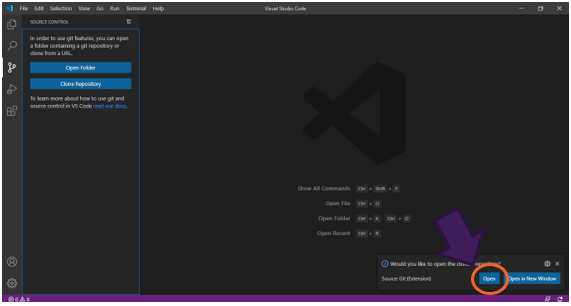 File Edit Selection View Go Run Terminal Help
Visual Studio Code
SOURCE CONTROL
In order to use git features, you can open
a folder containing a git repository or
clone from a URL.
Open Folder
Clone Repository
To learn more about how to use git and
source control in VS Code read our docs.
Show All Commands Ctrl + Shift + P
Open File Ctrl + O
Open Folder Ctrl + K Ctrl + O
Open Recent Ctrl + R
Would you like to open the cloned repository?
Source: Git (Extension)
Open
Open in New Window
0 0